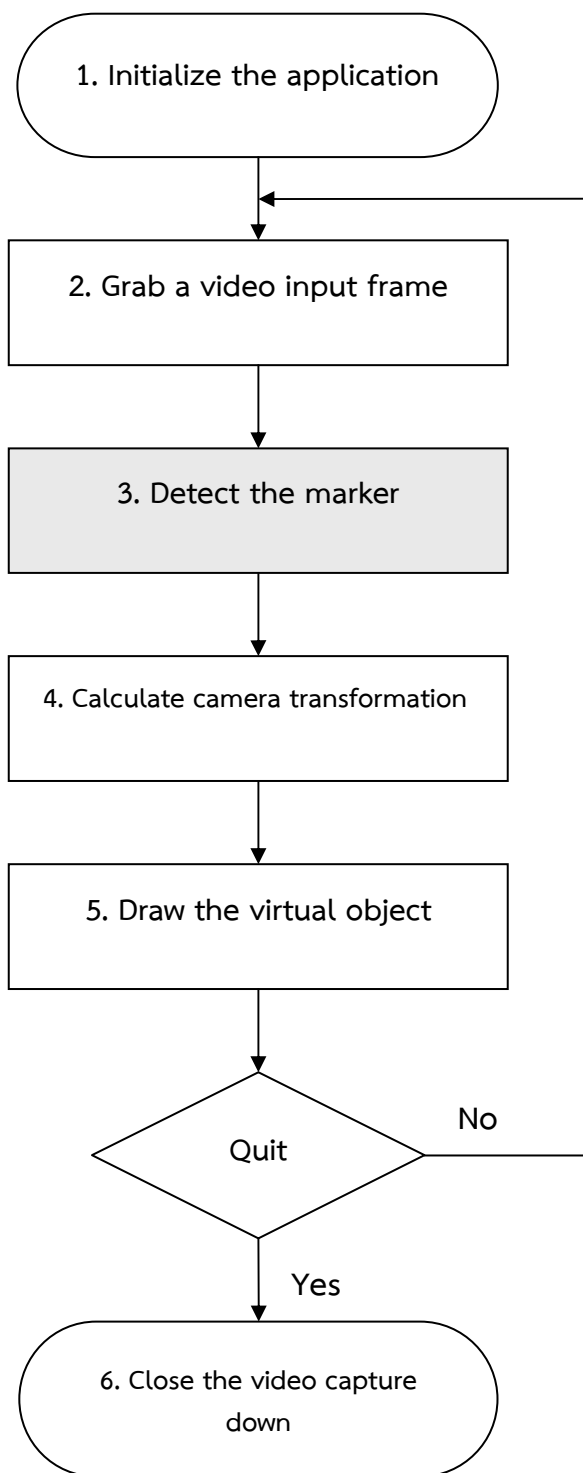 1. Initialize the application
2. Grab a video input frame
3. Detect the marker
4. Calculate camera transformation
5. Draw the virtual object
Quit
No
Yes
6. Close the video capture
down